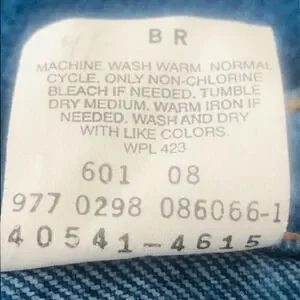 BR
MACHINE WASH WARM. NORMAL
CYCLE. ONLY NON-CHLORINE
BLEACH IF NEEDED. TUMBLE
DRY MEDIUM. WARM IRON IF
NEEDED. WASH AND DRY
WITH LIKE COLORS.
WPL 423
601 08
977 0298 086066-1
40541-4615